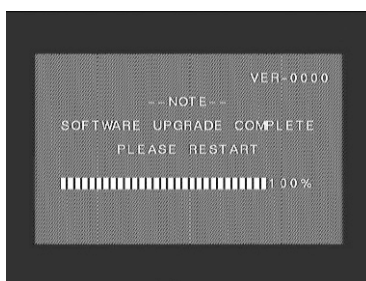 VER-0000
--NOTE--
SOFTWARE UPGRADE COMPLETE
PLEASE RESTART
100%